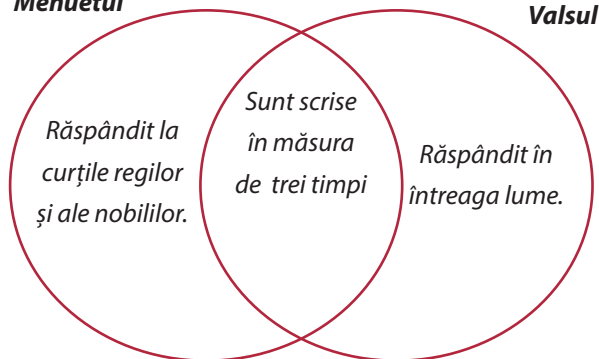 Menuetul
Valsul
Răspândit la
curțile regilor
și ale nobililor.
Sunt scrise
în măsura
de trei timpi
Răspândit în
întreaga lume.